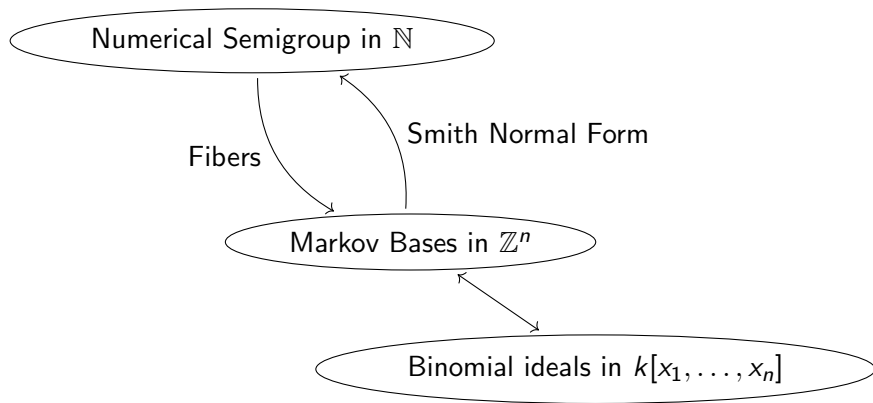 Numerical Semigroup in ℕ
Smith Normal Form
Fibers
Markov Bases in ℤⁿ
Binomial ideals in k[x₁, . . . , xₙ]